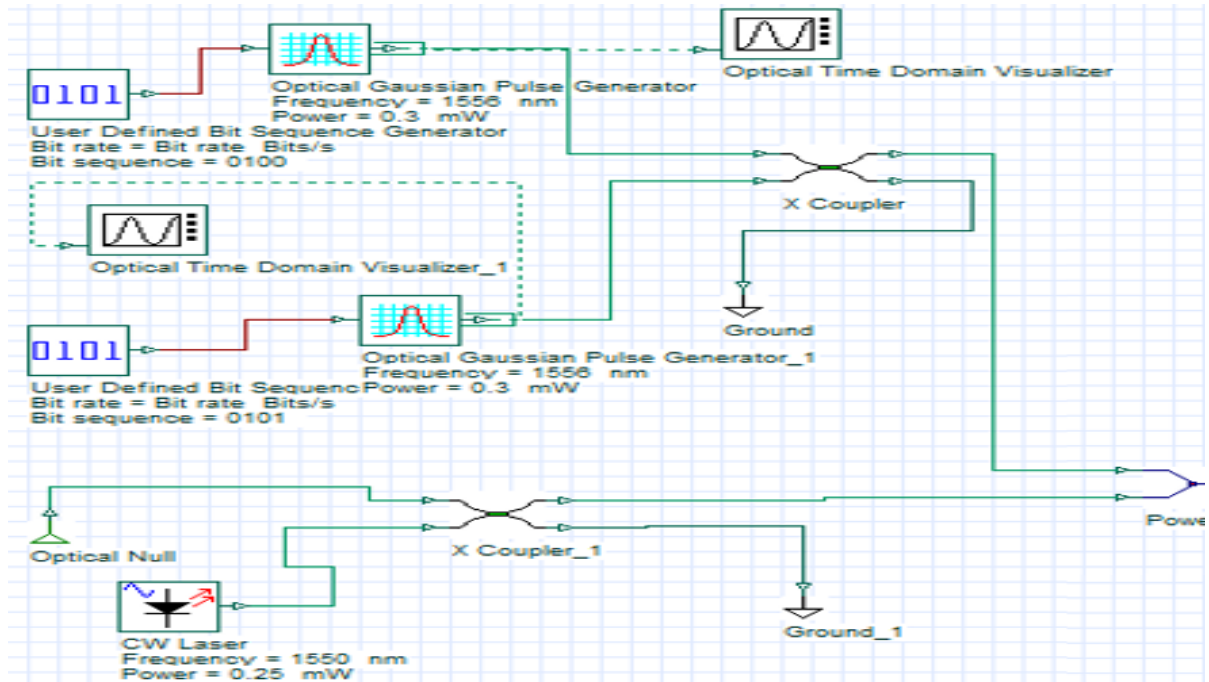 Optical Gaussian Pulse Generator
Frequency = 1556 nm
Power = 0.3 mW
Optical Time Domain Visualizer
0101
User Defined Bit Sequence Generator
Bit rate = Bit rate Bits/s
Bit sequence = 0100
X Coupler
Optical Time Domain Visualizer_1
Ground
0101
Optical Gaussian Pulse Generator_1
Frequency = 1556 nm
Power = 0.3 mW
User Defined Bit Sequenc
Bit rate = Bit rate Bits/s
Bit sequence = 0101
Optical Null
X Coupler_1
Powe
CW Laser
Frequency = 1550 nm
Power = 0.25 mW
Ground_1